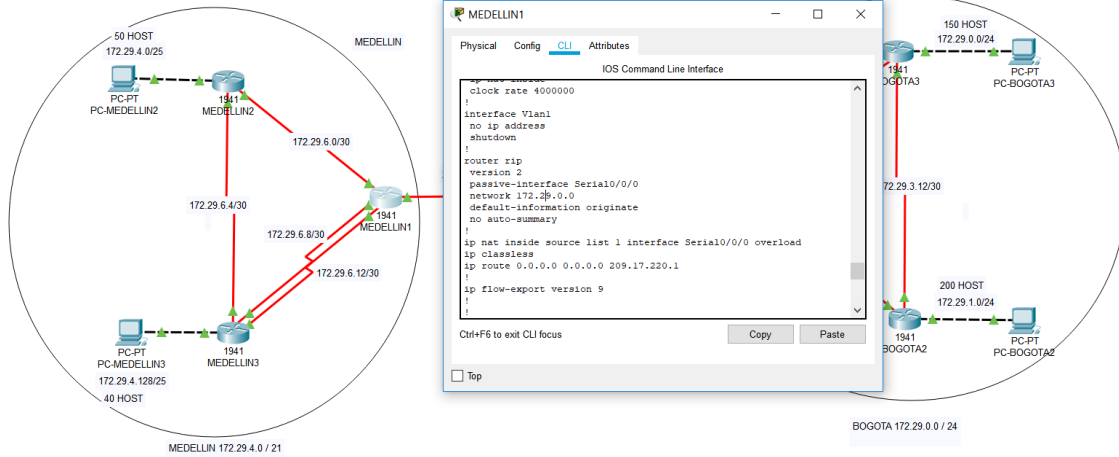 50 HOST
172.29.4.0/25
PC-PT
PC-MEDELLIN2
1941
MEDELLIN2
MEDELLIN
172.29.6.0/30
172.29.6.4/30
1941
MEDELLIN1
172.29.6.8/30
172.29.6.12/30
PC-PT
PC-MEDELLIN3
172.29.4.128/25
40 HOST
1941
MEDELLIN3
MEDELLIN 172.29.4.0 / 21
MEDELLIN1
Physical Config CLI Attributes
IOS Command Line Interface
ip nat inside
clock rate 4000000
!
interface Vlan1
no ip address
shutdown
!
router rip
version 2
passive-interface Serial0/0/0
network 172.29.0.0
default-information originate
no auto-summary
!
ip nat inside source list 1 interface Serial0/0/0 overload
ip classless
ip route 0.0.0.0 0.0.0.0 209.17.220.1
!
ip flow-export version 9
!
!
Ctrl+F6 to exit CLI focus
Copy Paste
Top
150 HOST
172.29.0.0/24
1941
OGOTA3
PC-PT
PC-BOGOTA3
72.29.3.12/30
200 HOST
172.29.1.0/24
1941
BOGOTA2
PC-PT
PC-BOGOTA2
BOGOTA 172.29.0.0 / 24